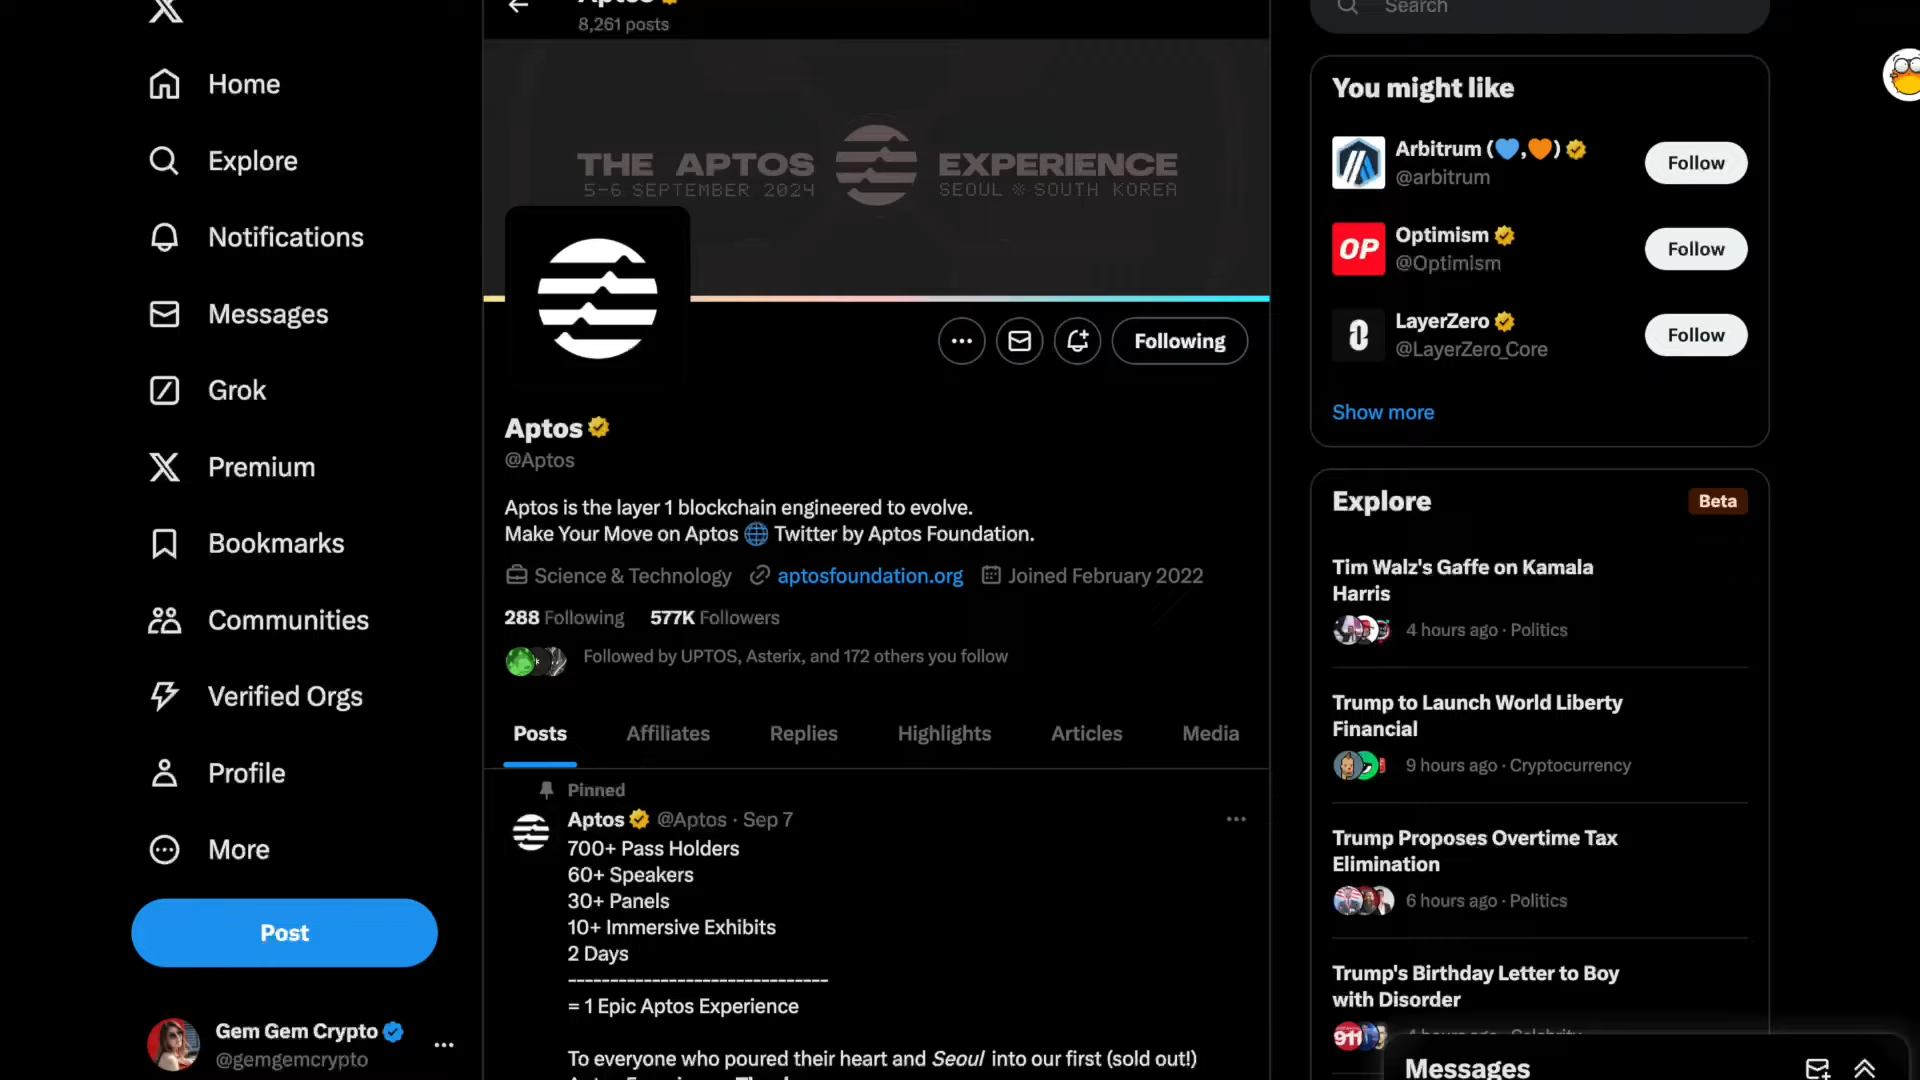 Home
Explore
Notifications
Messages
Grok
Premium
Bookmarks
Communities
Verified Orgs
Profile
More
Post
Gem Gem Crypto
@gemgemcrypto
Aptos
8,261 posts
THE APTOS EXPERIENCE
5-6 SEPTEMBER 2024 SEOUL ※ SOUTH KOREA
Following
Aptos
@Aptos
Aptos is the layer 1 blockchain engineered to evolve.
Make Your Move on Aptos 🌐 Twitter by Aptos Foundation.
Science & Technology aptosfoundation.org Joined February 2022
288 Following 577K Followers
Followed by UPTOS, Asterix, and 172 others you follow
Posts Affiliates Replies Highlights Articles Media
Pinned
Aptos @Aptos · Sep 7
700+ Pass Holders
60+ Speakers
30+ Panels
10+ Immersive Exhibits
2 Days
-------------------------------
= 1 Epic Aptos Experience
To everyone who poured their heart and Seoul into our first (sold out!)
Search
You might like
Arbitrum (💙,🧡)
@arbitrum
Follow
OP
Optimism
@Optimism
Follow
LayerZero
@LayerZero_Core
Follow
Show more
Explore Beta
Tim Walz's Gaffe on Kamala
Harris
4 hours ago · Politics
Trump to Launch World Liberty
Financial
9 hours ago · Cryptocurrency
Trump Proposes Overtime Tax
Elimination
6 hours ago · Politics
Trump's Birthday Letter to Boy
with Disorder
911
4 hours ago · Celebrity
Messages